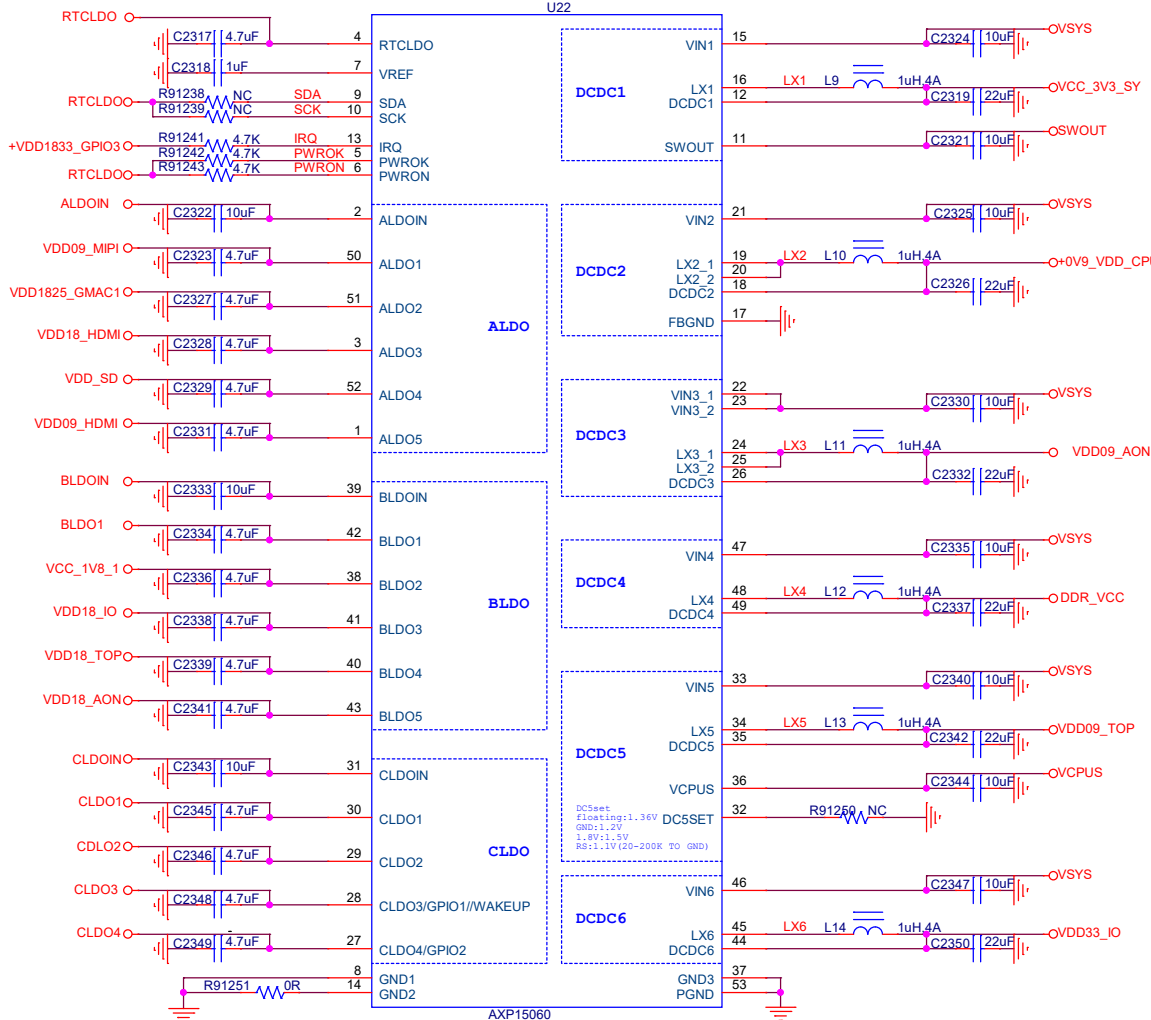 U22
RTCLDO
C2317 4.7uF 4 RTCLDO
C2318 1uF 7 VREF
R91238 NC SDA 9 SDA
RTCLDO R91239 NC SCK 10 SCK
R91241 4.7K IRQ 13 IRQ
+VDD1833_GPIO3 R91242 4.7K PWROK 5 PWROK
RTCLDO R91243 4.7K PWRON 6 PWRON
ALDOIN
C2322 10uF 2 ALDOIN
VDD09_MIPI
C2323 4.7uF 50 ALDO1
VDD1825_GMAC1
C2327 4.7uF 51 ALDO2
VDD18_HDMI
C2328 4.7uF 3 ALDO3
VDD_SD
C2329 4.7uF 52 ALDO4
VDD09_HDMI
C2331 4.7uF 1 ALDO5
ALDO
BLDOIN
C2333 10uF 39 BLDOIN
BLDO1
C2334 4.7uF 42 BLDO1
VCC_1V8_1
C2336 4.7uF 38 BLDO2
VDD18_IO
C2338 4.7uF 41 BLDO3
VDD18_TOP
C2339 4.7uF 40 BLDO4
VDD18_AON
C2341 4.7uF 43 BLDO5
BLDO
CLDOIN
C2343 10uF 31 CLDOIN
CLDO1
C2345 4.7uF 30 CLDO1
CDLO2
C2346 4.7uF 29 CLDO2
CLDO3
C2348 4.7uF 28 CLDO3/GPIO1//WAKEUP
CLDO4 -
C2349 4.7uF 27 CLDO4/GPIO2
CLDO
8 GND1
R91251 0R 14 GND2
DCDC1
VIN1 15 C2324 10uF VSYS
LX1 16 LX1 L9 1uH,4A VCC_3V3_SY
DCDC1 12 C2319 22uF
SWOUT 11 C2321 10uF SWOUT
DCDC2
VIN2 21 C2325 10uF VSYS
LX2_1 19 LX2 L10 1uH,4A +0V9_VDD_CPU
LX2_2 20
DCDC2 18 C2326 22uF
FBGND 17
DCDC3
VIN3_1 22 VSYS
VIN3_2 23 C2330 10uF
LX3_1 24 LX3 L11 1uH,4A VDD09_AON
LX3_2 25
DCDC3 26 C2332 22uF
DCDC4
VIN4 47 C2335 10uF VSYS
LX4 48 LX4 L12 1uH,4A DDR_VCC
DCDC4 49 C2337 22uF
DCDC5
VIN5 33 C2340 10uF VSYS
LX5 34 LX5 L13 1uH,4A VDD09_TOP
DCDC5 35 C2342 22uF
VCPUS 36 C2344 10uF VCPUS
DC5SET 32 R91250 NC
DC5set
floating:1.36V
GND:1.2V
1.8V:1.5V
RS:1.1V(20-200K TO GND)
DCDC6
VIN6 46 C2347 10uF VSYS
LX6 45 LX6 L14 1uH,4A VDD33_IO
DCDC6 44 C2350 22uF
GND3 37
PGND 53
AXP15060